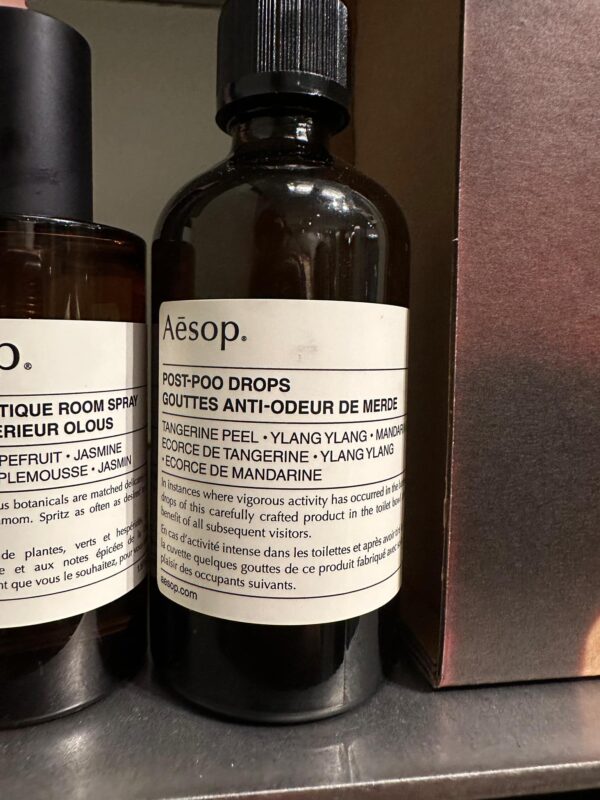 p.®
TIQUE ROOM SPRAY
ERIEUR OLOUS
PEFRUIT · JASMINE
PLEMOUSSE · JASMIN
us botanicals are matched
mom. Spritz as often as
de plantes, verts et
e et aux notes épicées de la
nt que vous le souhaitez, pour
Aēsop.®
POST-POO DROPS
GOUTTES ANTI-ODEUR DE MERDE
TANGERINE PEEL · YLANG YLANG · MANDAR
ECORCE DE TANGERINE · YLANG YLANG
· ECORCE DE MANDARINE
In instances where vigorous activity has occurred in the
drops of this carefully crafted product in the toilet
benefit of all subsequent visitors.
En cas d'activité intense dans les toilettes et après avoir
la cuvette quelques gouttes de ce produit fabriqué avec
plaisir des occupants suivants.
aesop.com